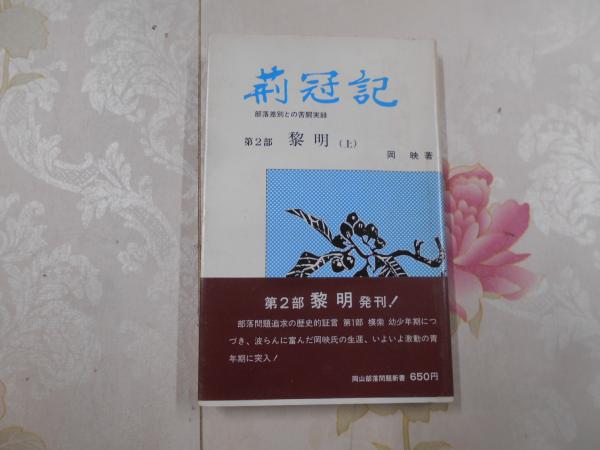 荊冠記
部落差別との苦闘実録
第2部 黎明（上）
岡 映 著
第2部 黎明 発刊！
部落問題追求の歴史的証言 第1部 模索 幼少年期につ
づき、波らんに富んだ岡映氏の生涯、いよいよ激動の青
年期に突入！
岡山部落問題新書 650円